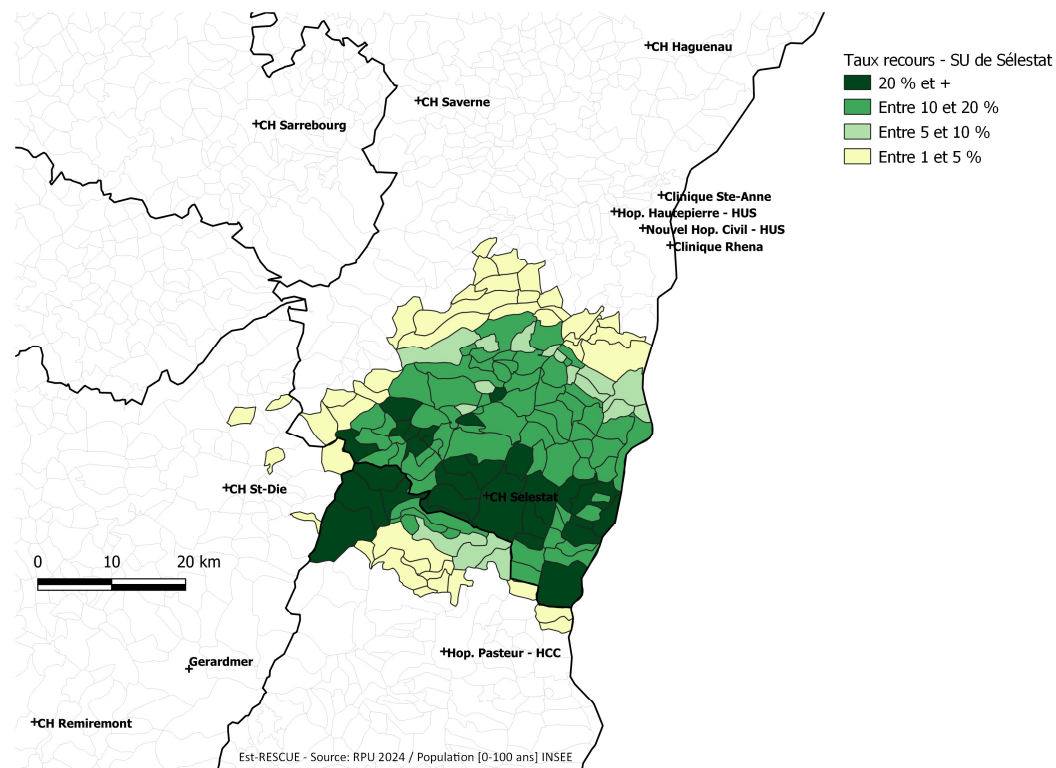 CH Haguenau
Taux recours - SU de Sélestat
20 % et +
Entre 10 et 20 %
Entre 5 et 10 %
Entre 1 et 5 %
CH Saverne
CH Sarrebourg
Clinique Ste-Anne
Hop. Hautepierre - HUS
Nouvel Hop. Civil - HUS
Clinique Rhena
CH St-Die
CH Sélestat
0 10 20 km
Hop. Pasteur - HCC
Gerardmer
CH Remiremont
Est-RESCUE - Source: RPU 2024 / Population [0-100 ans] INSEE